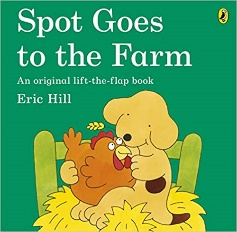 Spot Goes
to the Farm
An original lift-the-flap book
Eric Hill